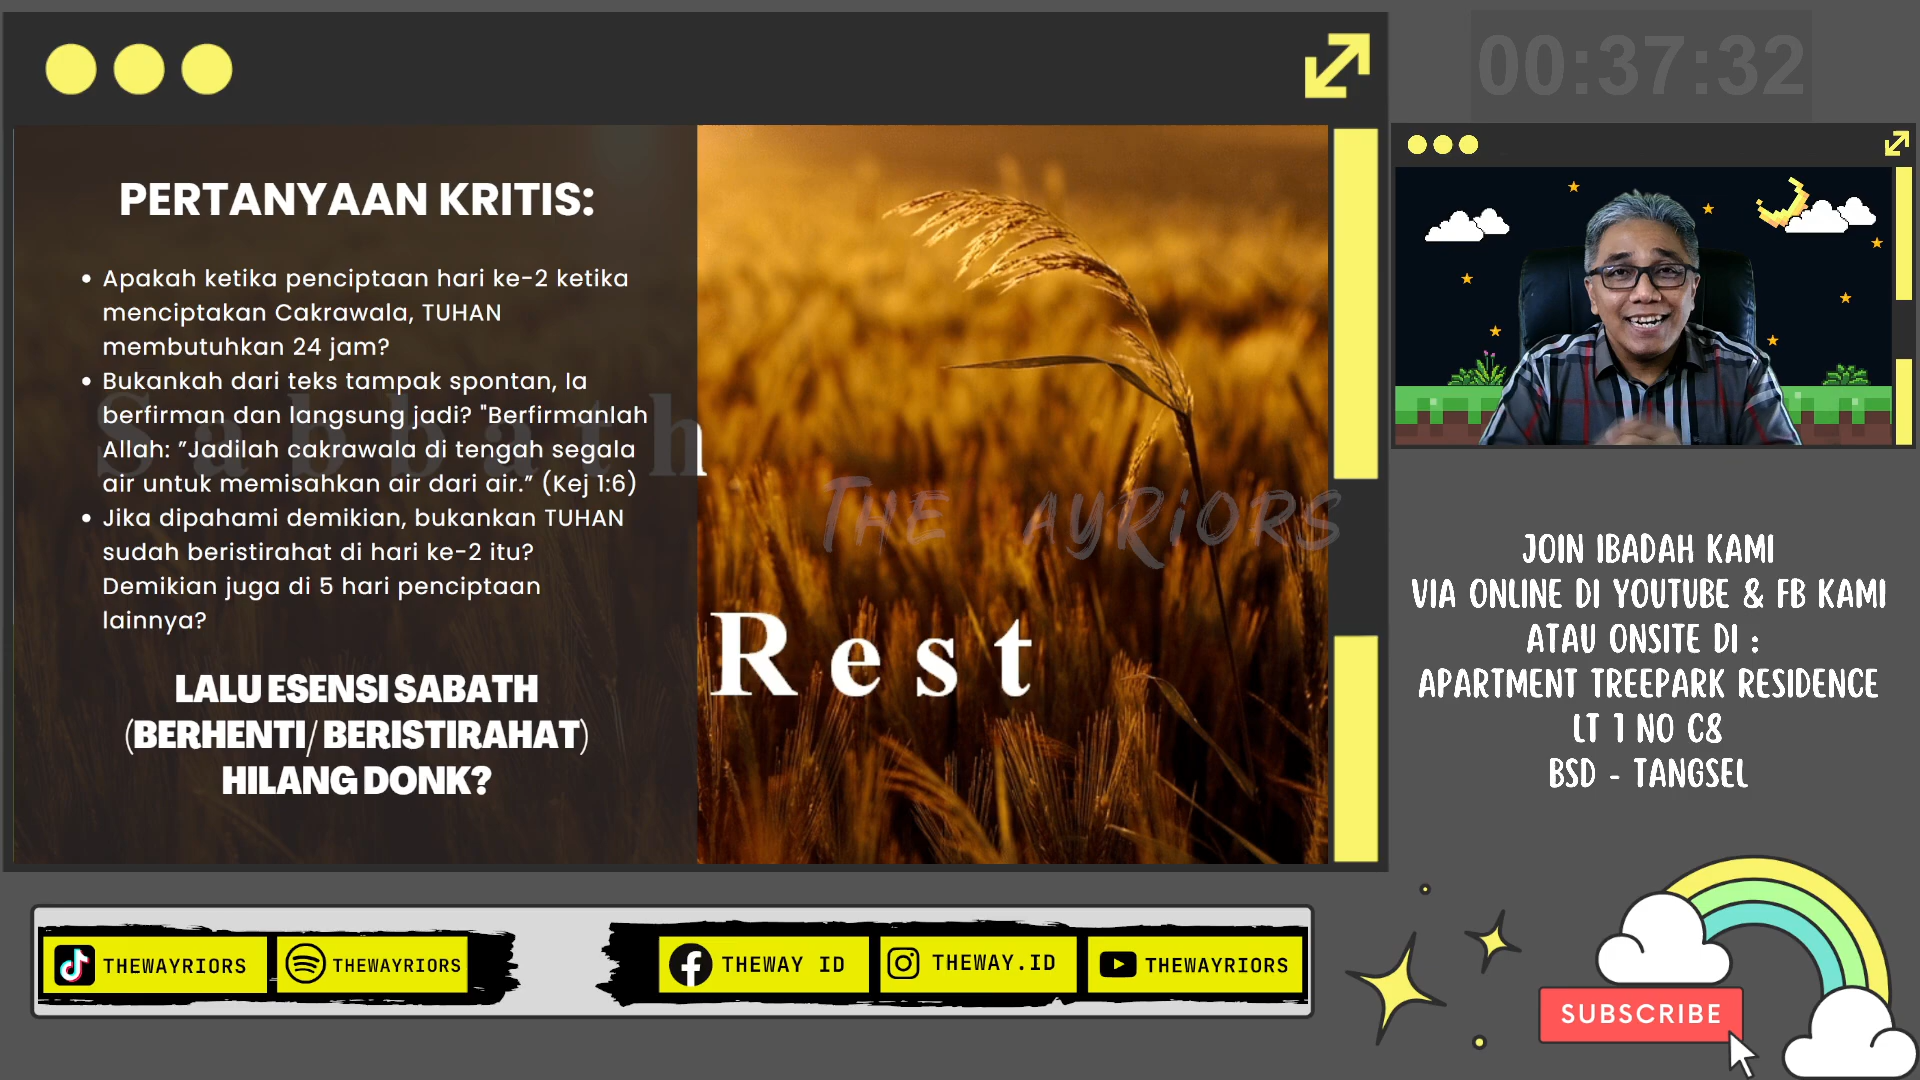 00:37:32
PERTANYAAN KRITIS:
• Apakah ketika penciptaan hari ke-2 ketika
menciptakan Cakrawala, TUHAN
membutuhkan 24 jam?
• Bukankah dari teks tampak spontan, Ia
berfirman dan langsung jadi? "Berfirmanlah
Allah: ”Jadilah cakrawala di tengah segala
air untuk memisahkan air dari air.” (Kej 1:6)
• Jika dipahami demikian, bukankan TUHAN
sudah beristirahat di hari ke-2 itu?
Demikian juga di 5 hari penciptaan
lainnya?
LALU ESENSI SABATH
(BERHENTI/ BERISTIRAHAT)
HILANG DONK?
Sabbath
Rest
THE AYRIORS
JOIN IBADAH KAMI
VIA ONLINE DI YOUTUBE & FB KAMI
ATAU ONSITE DI :
APARTMENT TREEPARK RESIDENCE
LT 1 NO C8
BSD - TANGSEL
THEWAYRIORS
THEWAYRIORS
THEWAY ID
THEWAY.ID
THEWAYRIORS
SUBSCRIBE